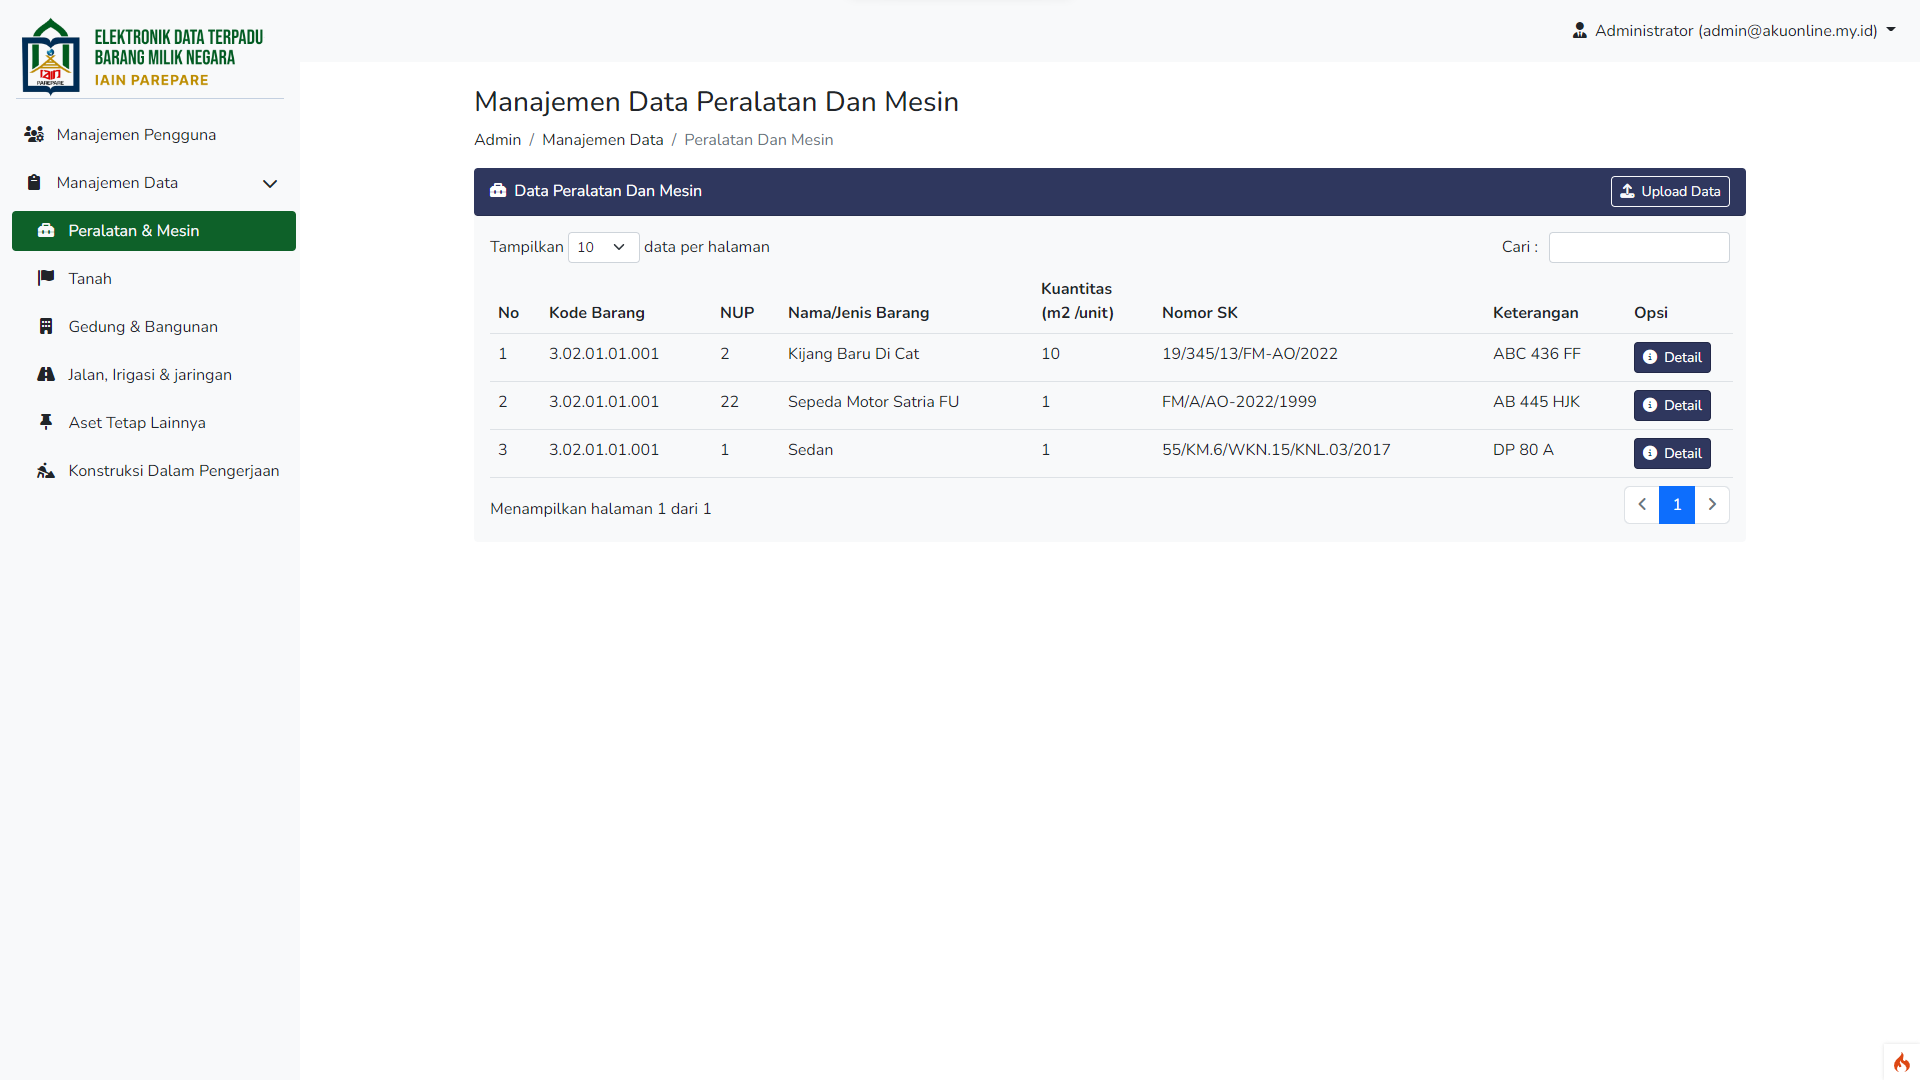 ELEKTRONIK DATA TERPADU
BARANG MILIK NEGARA
IAIN PAREPARE
iain
PAREPARE
Administrator (admin@akuonline.my.id)
Manajemen Pengguna
Manajemen Data
Peralatan & Mesin
Tanah
Gedung & Bangunan
Jalan, Irigasi & jaringan
Aset Tetap Lainnya
Konstruksi Dalam Pengerjaan
Manajemen Data Peralatan Dan Mesin
Admin / Manajemen Data / Peralatan Dan Mesin
Data Peralatan Dan Mesin
Upload Data
Tampilkan 10 data per halaman
Cari :
No Kode Barang NUP Nama/Jenis Barang Kuantitas (m2 /unit) Nomor SK Keterangan Opsi
1 3.02.01.01.001 2 Kijang Baru Di Cat 10 19/345/13/FM-AO/2022 ABC 436 FF Detail
2 3.02.01.01.001 22 Sepeda Motor Satria FU 1 FM/A/AO-2022/1999 AB 445 HJK Detail
3 3.02.01.01.001 1 Sedan 1 55/KM.6/WKN.15/KNL.03/2017 DP 80 A Detail
Menampilkan halaman 1 dari 1
1